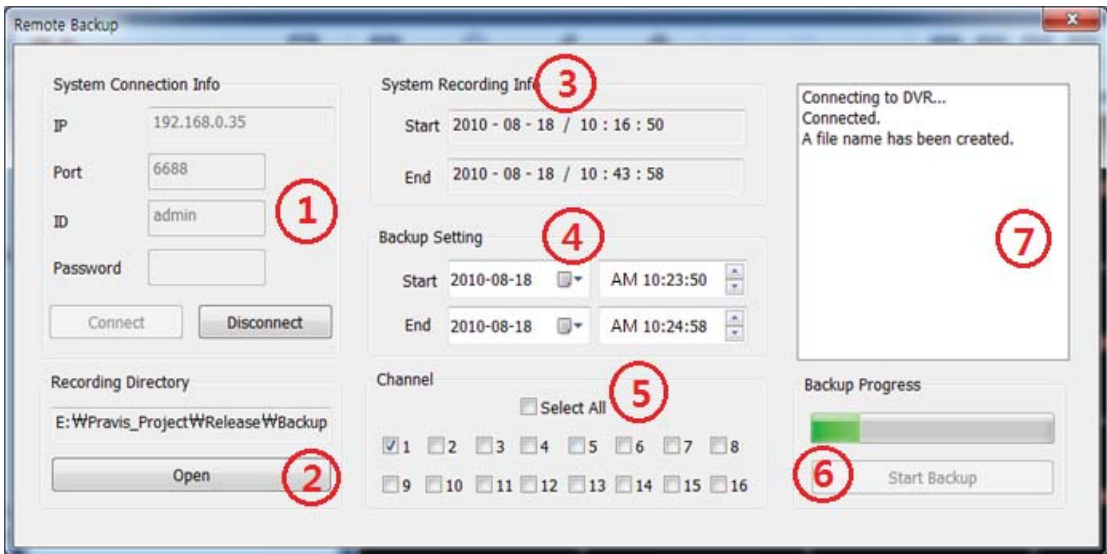 Remote Backup
System Connection Info
IP 192.168.0.35
Port 6688
ID admin
Password
Connect Disconnect
Recording Directory
E:₩Pravis_Project₩Release₩Backup
Open
1
2
System Recording Info
3
Start 2010 - 08 - 18 / 10 : 16 : 50
End 2010 - 08 - 18 / 10 : 43 : 58
Backup Setting
4
Start 2010-08-18 AM 10:23:50
End 2010-08-18 AM 10:24:58
Channel
5
Select All
1 2 3 4 5 6 7 8
9 10 11 12 13 14 15 16
Connecting to DVR...
Connected.
A file name has been created.
7
Backup Progress
6
Start Backup